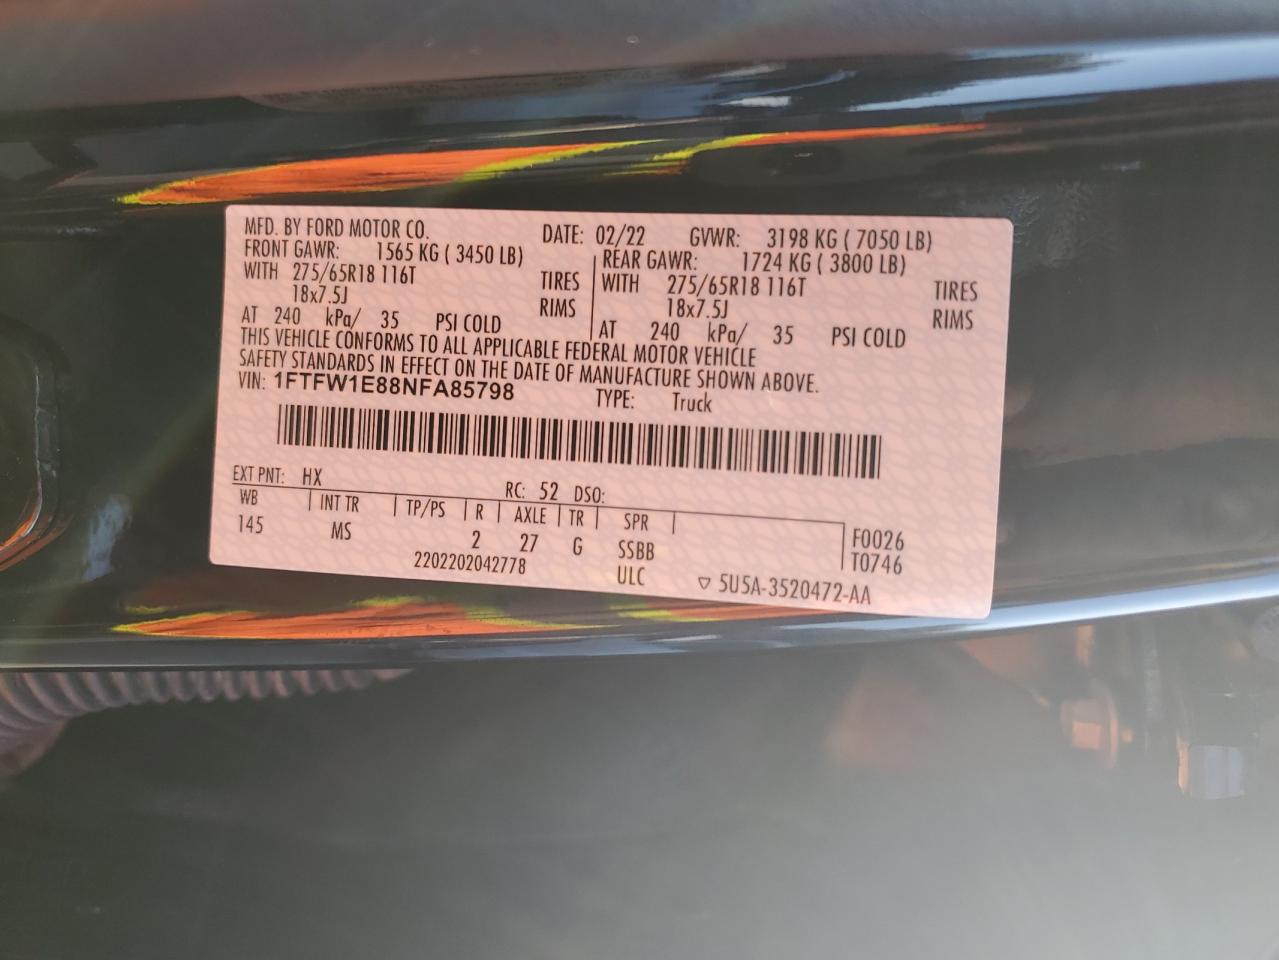 MFD. BY FORD MOTOR CO. DATE: 02/22 GVWR: 3198 KG ( 7050 LB)
FRONT GAWR: 1565 KG ( 3450 LB) REAR GAWR: 1724 KG ( 3800 LB)
WITH 275/65R18 116T TIRES WITH 275/65R18 116T TIRES
18x7.5J RIMS 18x7.5J RIMS
AT 240 kPa/ 35 PSI COLD AT 240 kPa/ 35 PSI COLD
THIS VEHICLE CONFORMS TO ALL APPLICABLE FEDERAL MOTOR VEHICLE
SAFETY STANDARDS IN EFFECT ON THE DATE OF MANUFACTURE SHOWN ABOVE.
VIN: 1FTFW1E88NFA85798 TYPE: Truck
EXT PNT: HX RC: 52 DSO:
WB INT TR TP/PS R AXLE TR SPR F0026
145 MS 2 27 G SSBB T0746
2202202042778 ULC ▽ 5U5A-3520472-AA